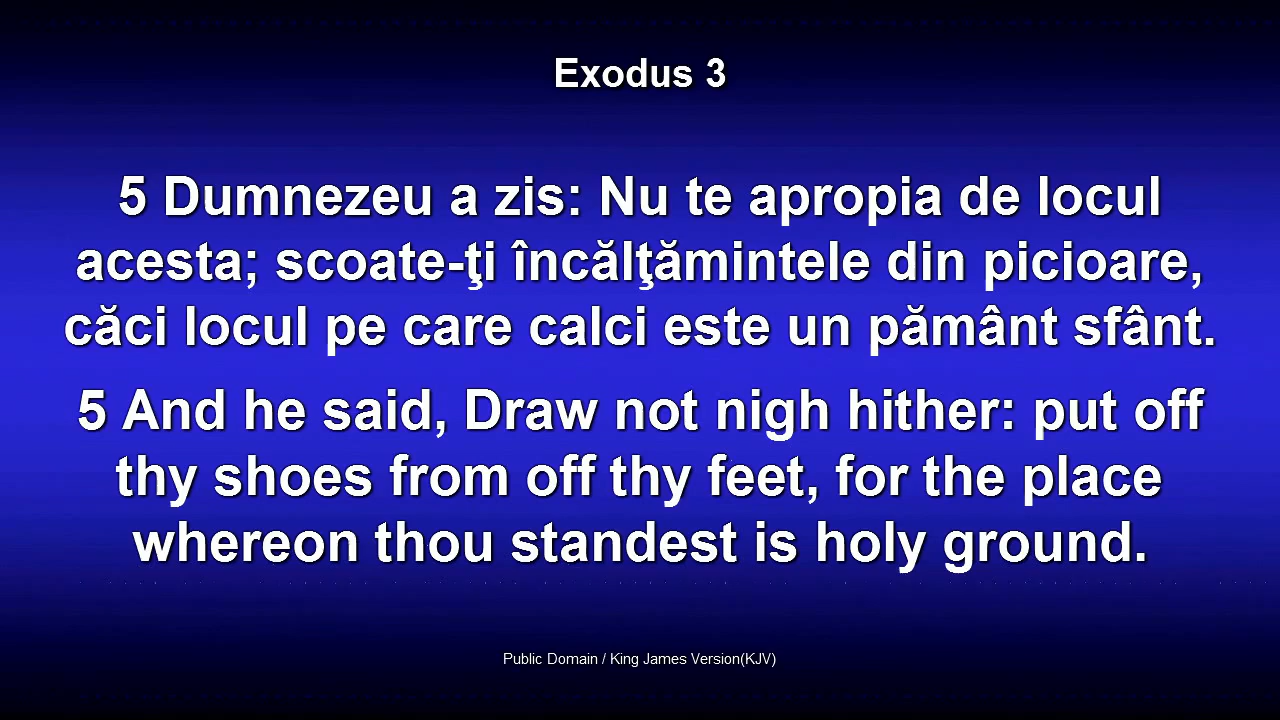 Exodus 3
5 Dumnezeu a zis: Nu te apropia de locul
acesta; scoate-ţi încălţămintele din picioare,
căci locul pe care calci este un pământ sfânt.
5 And he said, Draw not nigh hither: put off
thy shoes from off thy feet, for the place
whereon thou standest is holy ground.
Public Domain / King James Version(KJV)